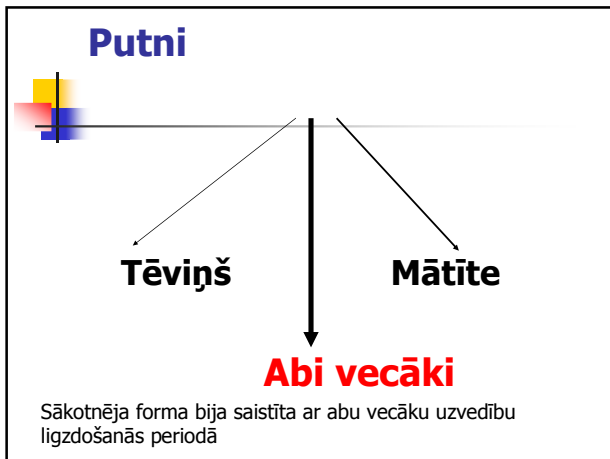 Putni
Tēviņš
Mātīte
Abi vecāki
Sākotnēja forma bija saistīta ar abu vecāku uzvedību
ligzdošanās periodā